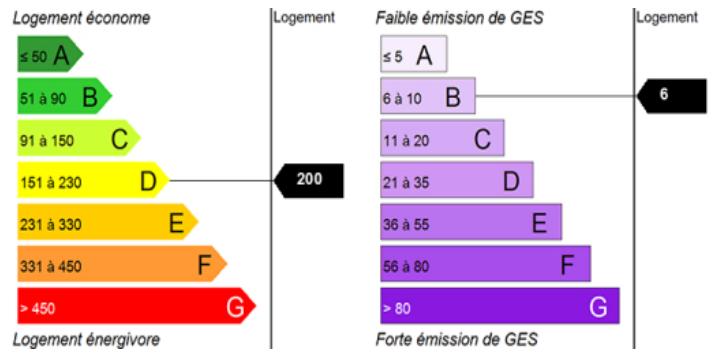 Logement économe
Logement
≤ 50 A
51 à 90 B
91 à 150 C
151 à 230 D
200
231 à 330 E
331 à 450 F
> 450 G
Logement énergivore
Faible émission de GES
Logement
≤ 5 A
6 à 10 B
6
11 à 20 C
21 à 35 D
36 à 55 E
56 à 80 F
> 80 G
Forte émission de GES